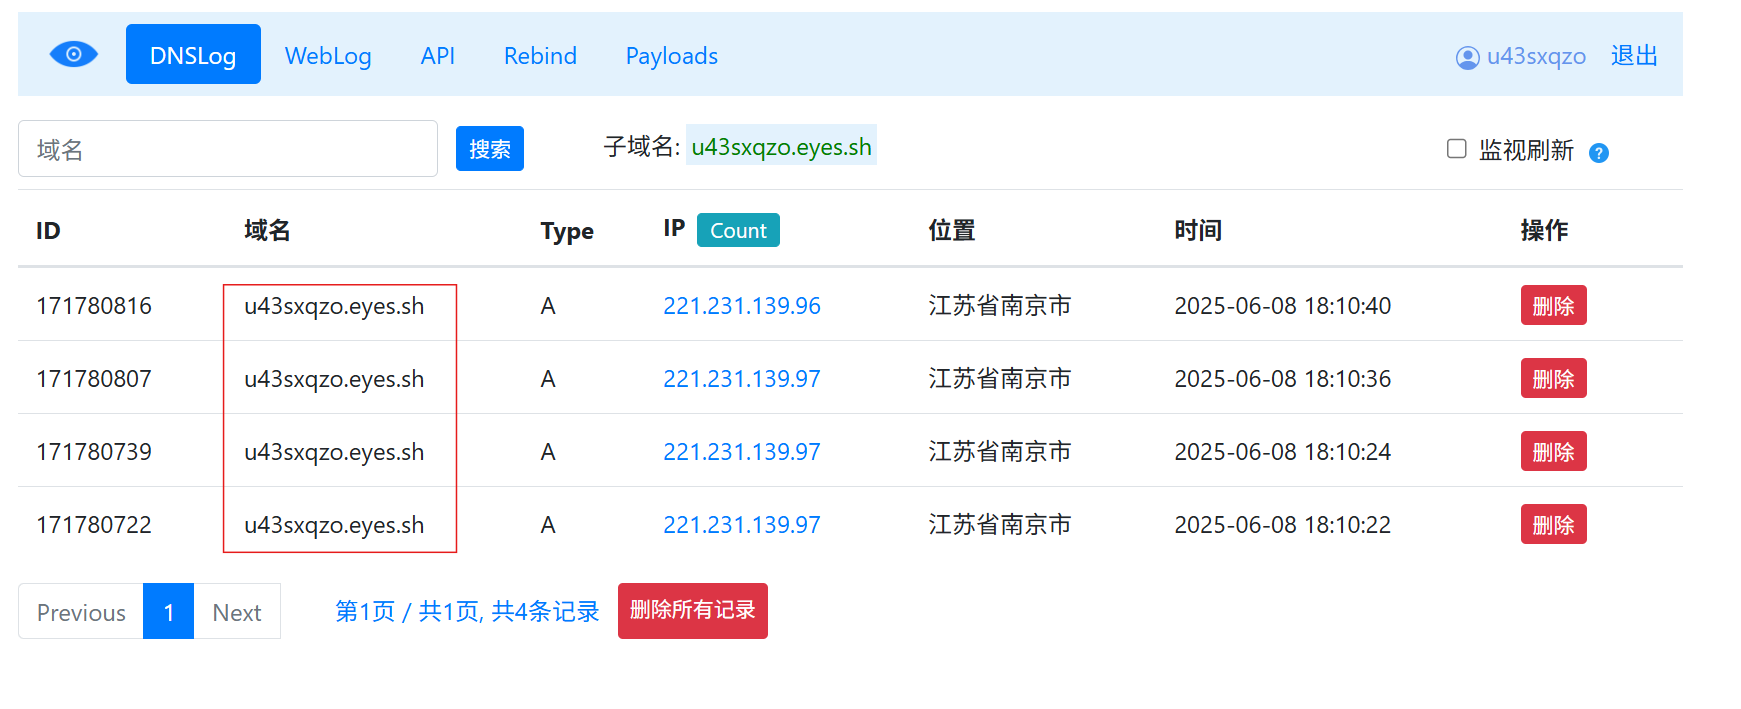 DNSLog WebLog API Rebind Payloads u43sxqzo 退出
域名 搜索 子域名: u43sxqzo.eyes.sh 监视刷新 ?
ID 域名 Type IP Count 位置 时间 操作
171780816 u43sxqzo.eyes.sh A 221.231.139.96 江苏省南京市 2025-06-08 18:10:40 删除
171780807 u43sxqzo.eyes.sh A 221.231.139.97 江苏省南京市 2025-06-08 18:10:36 删除
171780739 u43sxqzo.eyes.sh A 221.231.139.97 江苏省南京市 2025-06-08 18:10:24 删除
171780722 u43sxqzo.eyes.sh A 221.231.139.97 江苏省南京市 2025-06-08 18:10:22 删除
Previous 1 Next 第1页 / 共1页, 共4条记录 删除所有记录